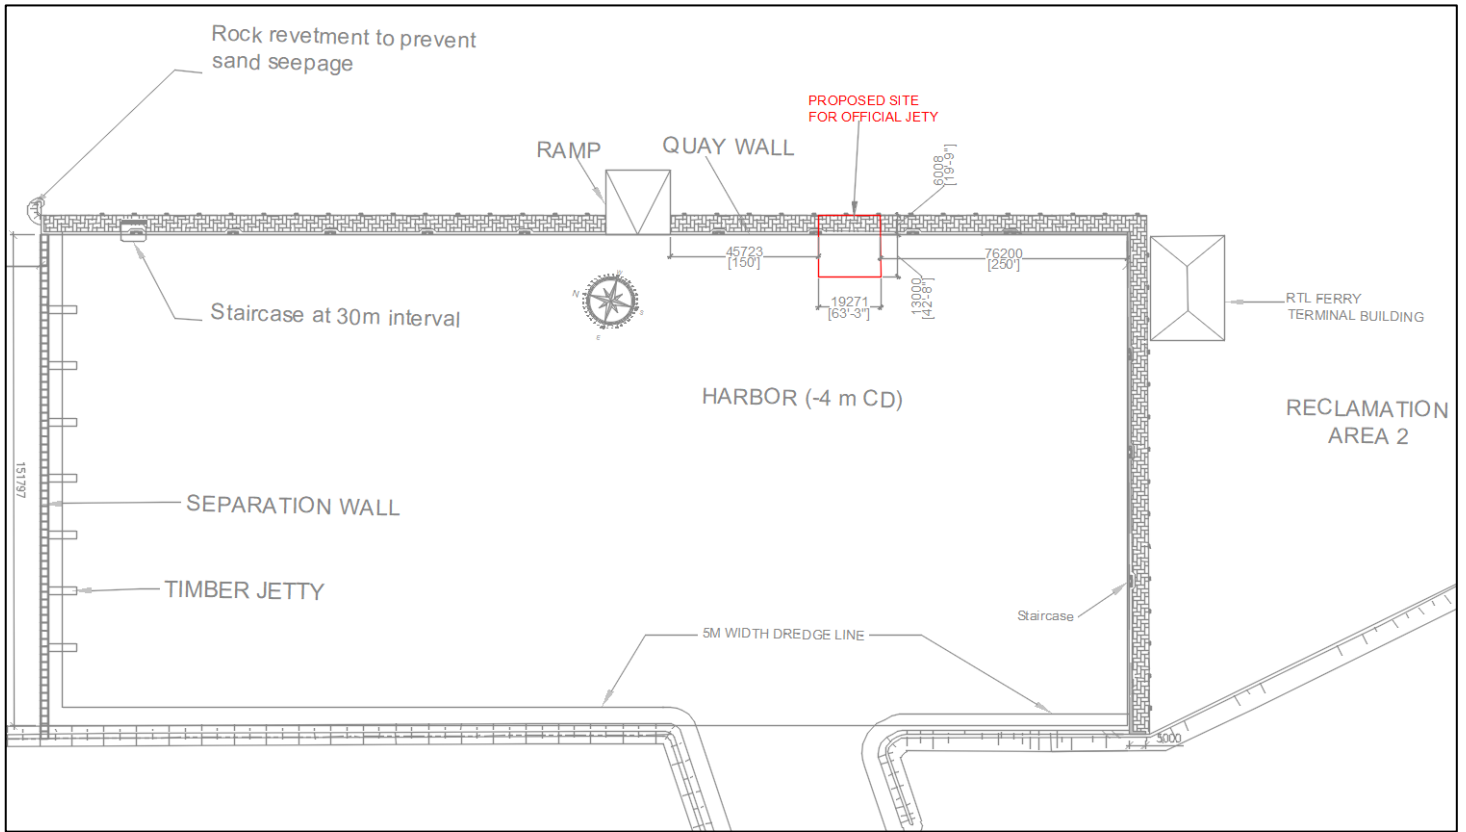 Rock revetment to prevent
sand seepage
PROPOSED SITE
FOR OFFICIAL JETY
RAMP
QUAY WALL
6008
[19'-9"]
45723
[150']
76200
[250']
13000
[42'-8"]
19271
[63'-3"]
N
W
S
E
Staircase at 30m interval
RTL FERRY
TERMINAL BUILDING
HARBOR (-4 m CD)
RECLAMATION
AREA 2
151797
SEPARATION WALL
TIMBER JETTY
Staircase
5M WIDTH DREDGE LINE
5000